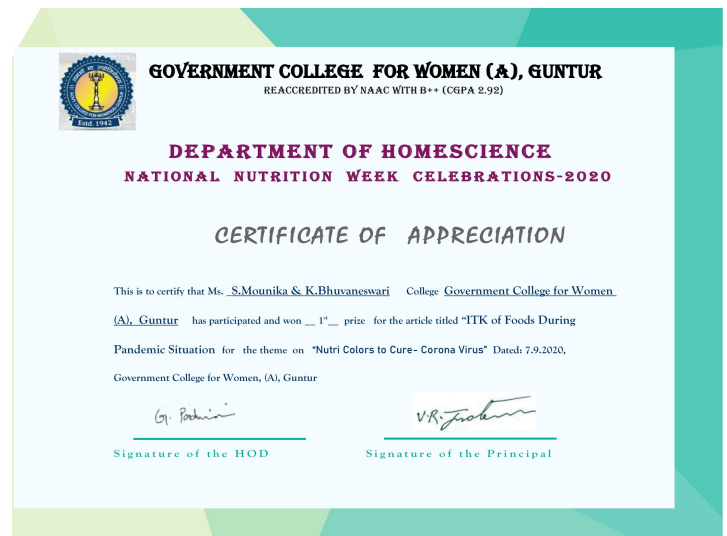 GOVERNMENT COLLEGE FOR WOMEN (A), GUNTUR
REACCREDITED BY NAAC WITH B++ (CGPA 2.92)
Estd. 1942
DEPARTMENT OF HOMESCIENCE
NATIONAL NUTRITION WEEK CELEBRATIONS-2020
CERTIFICATE OF APPRECIATION
This is to certify that Ms. _S.Mounika & K.Bhuvaneswari College Government College for Women
(A), Guntur has participated and won __ 1st__ prize for the article titled “ITK of Foods During
Pandemic Situation for the theme on “Nutri Colors to Cure- Corona Virus” Dated: 7.9.2020,
Government College for Women, (A), Guntur
Signature of the HOD Signature of the Principal